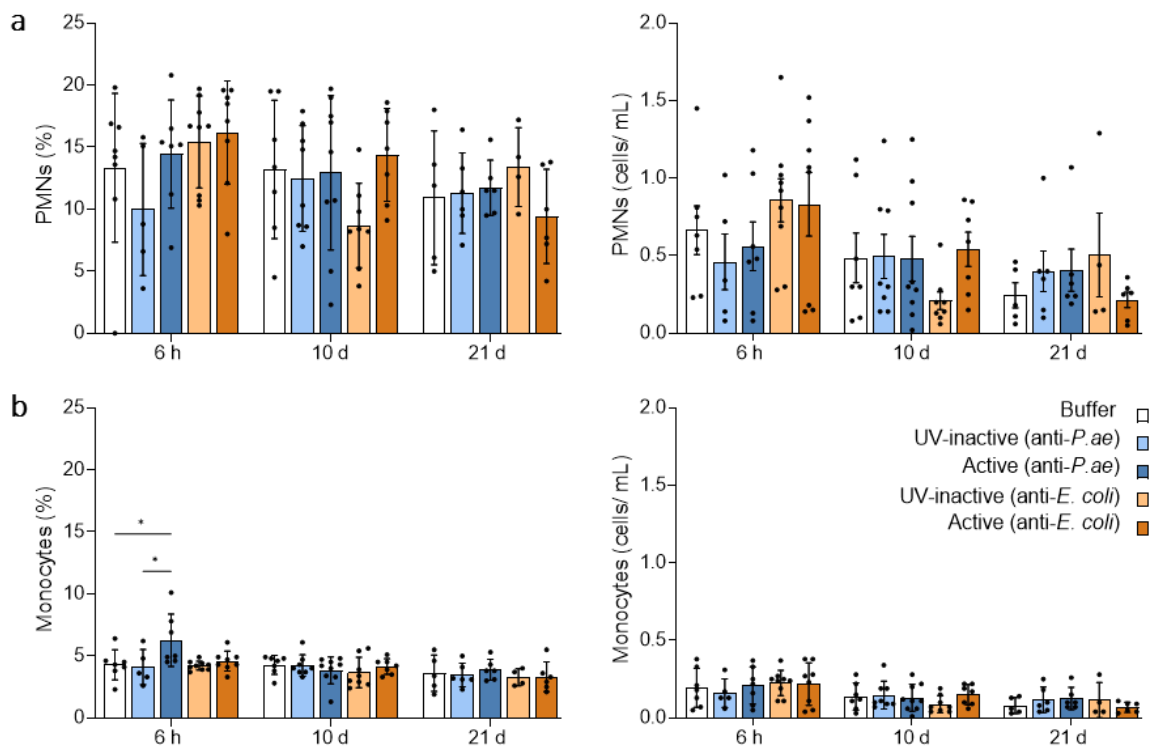 a
PMNs (%)
25
20
15
10
5
0
6 h
10 d
21 d
PMNs (cells/ mL)
2.0
1.5
1.0
0.5
0.0
6 h
10 d
21 d
b
Monocytes (%)
25
20
15
10
5
0
*
*
6 h
10 d
21 d
Monocytes (cells/ mL)
2.0
1.5
1.0
0.5
0.0
6 h
10 d
21 d
Buffer
UV-inactive (anti-P.ae)
Active (anti-P.ae)
UV-inactive (anti-E. coli)
Active (anti-E. coli)